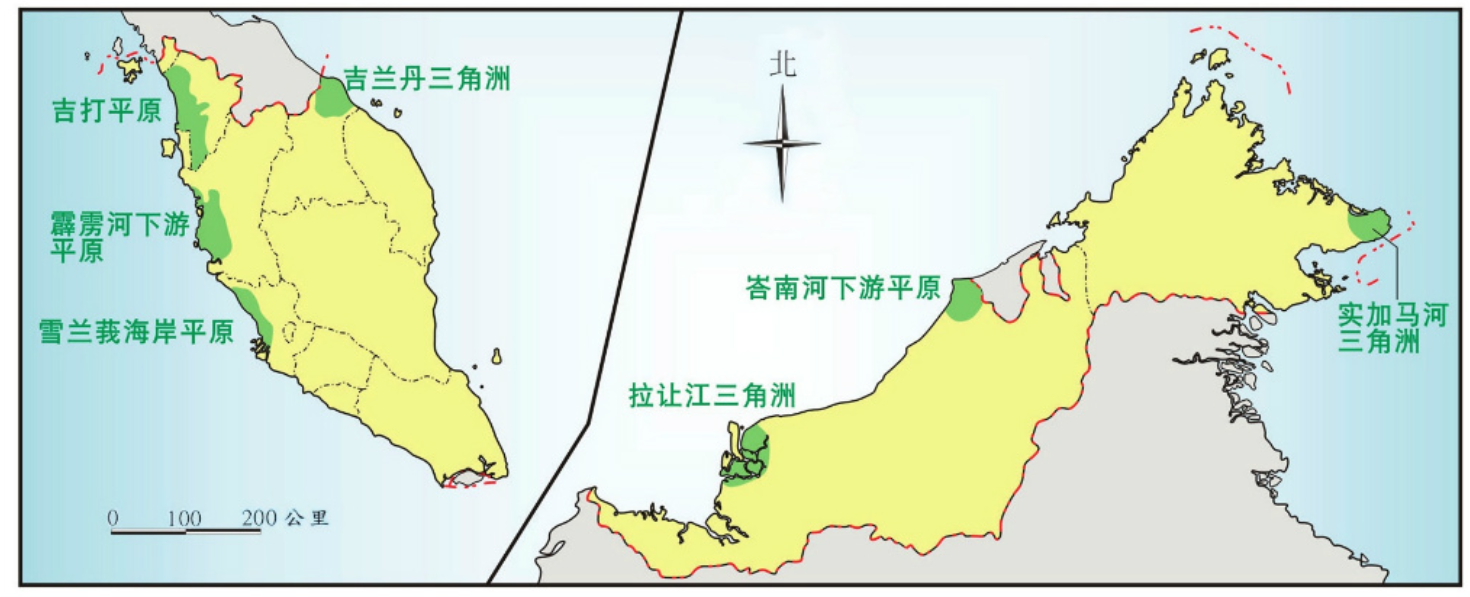 北
吉兰丹三角洲
吉打平原
霹雳河下游
平原
雪兰莪海岸平原
峇南河下游平原
实加马河
三角洲
拉让江三角洲
0 100 200 公里